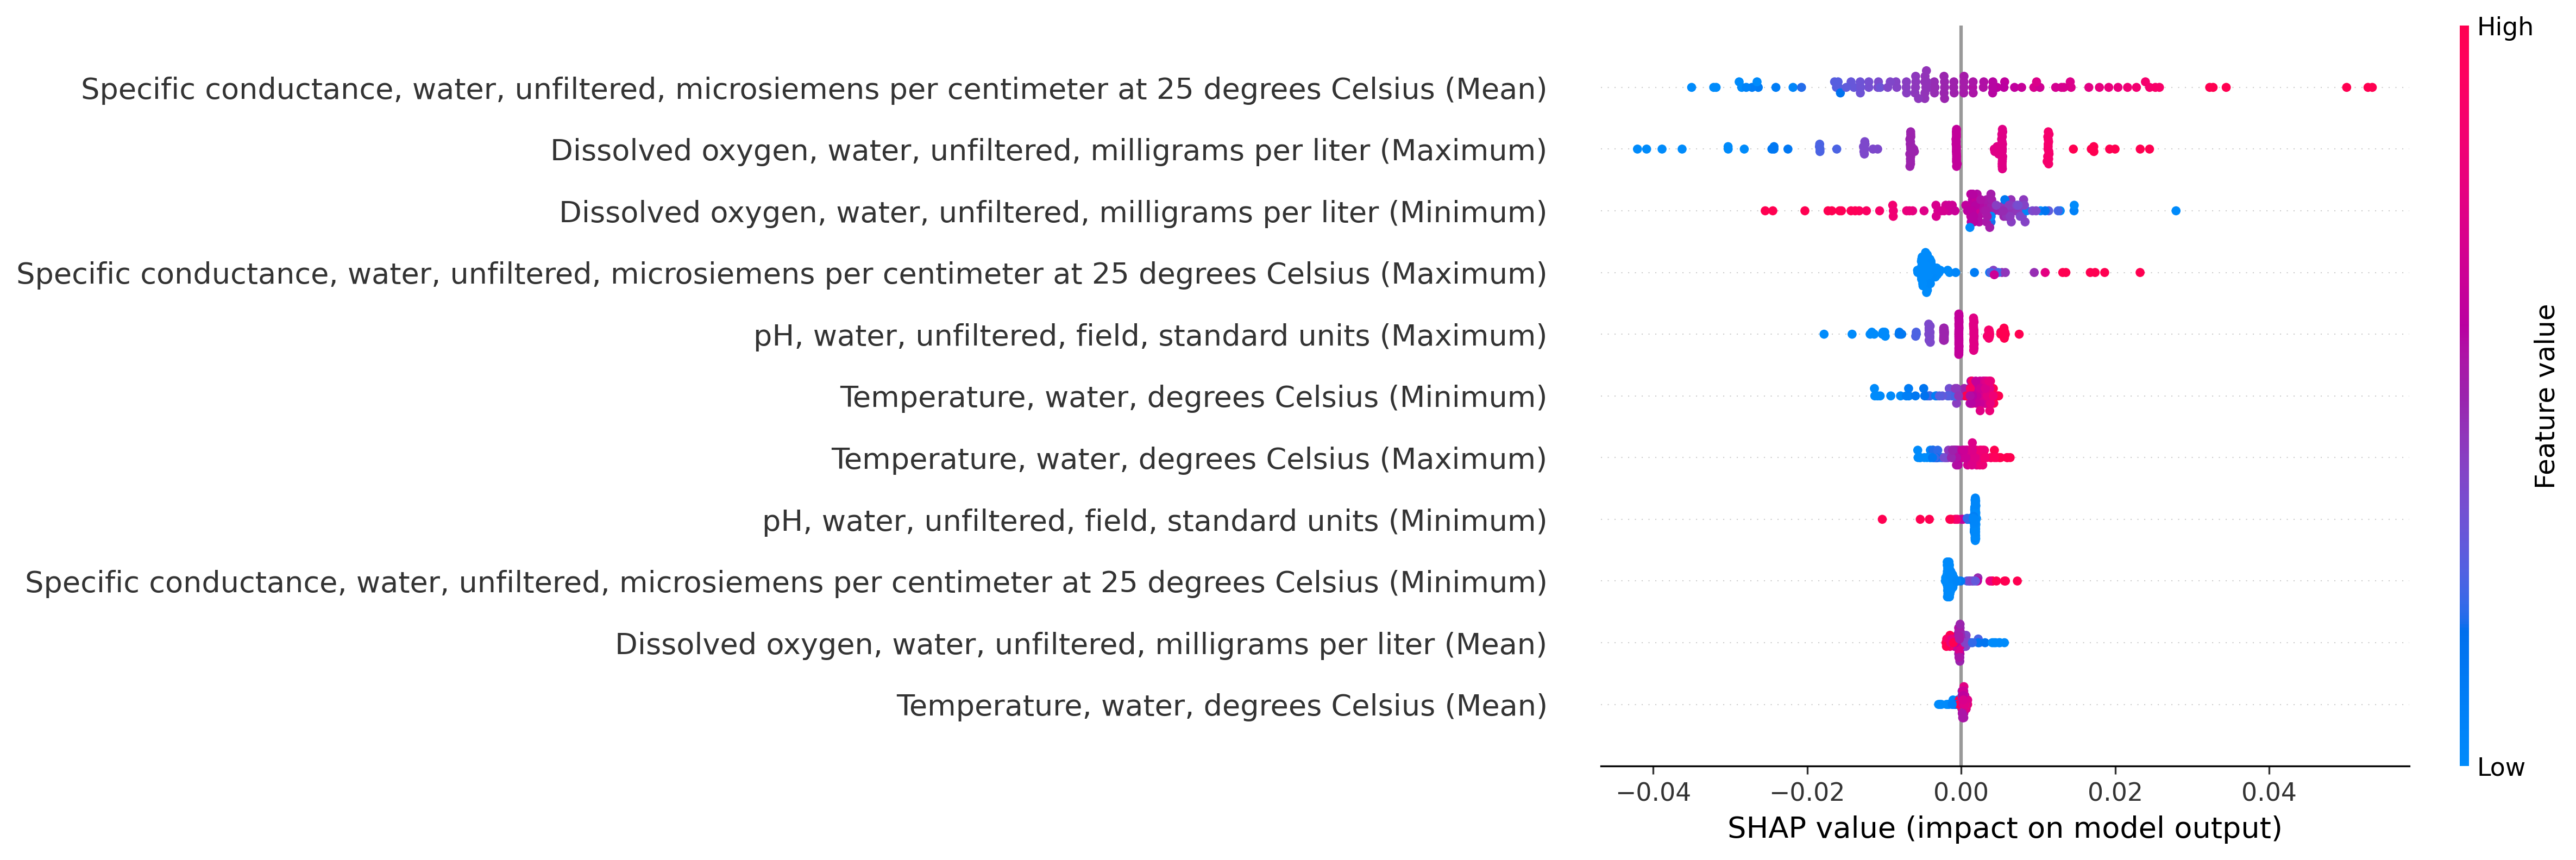 High
Specific conductance, water, unfiltered, microsiemens per centimeter at 25 degrees Celsius (Mean)
Dissolved oxygen, water, unfiltered, milligrams per liter (Maximum)
Dissolved oxygen, water, unfiltered, milligrams per liter (Minimum)
Specific conductance, water, unfiltered, microsiemens per centimeter at 25 degrees Celsius (Maximum)
pH, water, unfiltered, field, standard units (Maximum)
Temperature, water, degrees Celsius (Minimum)
Temperature, water, degrees Celsius (Maximum)
pH, water, unfiltered, field, standard units (Minimum)
Specific conductance, water, unfiltered, microsiemens per centimeter at 25 degrees Celsius (Minimum)
Dissolved oxygen, water, unfiltered, milligrams per liter (Mean)
Temperature, water, degrees Celsius (Mean)
Feature value
Low
−0.04 −0.02 0.00 0.02 0.04
SHAP value (impact on model output)